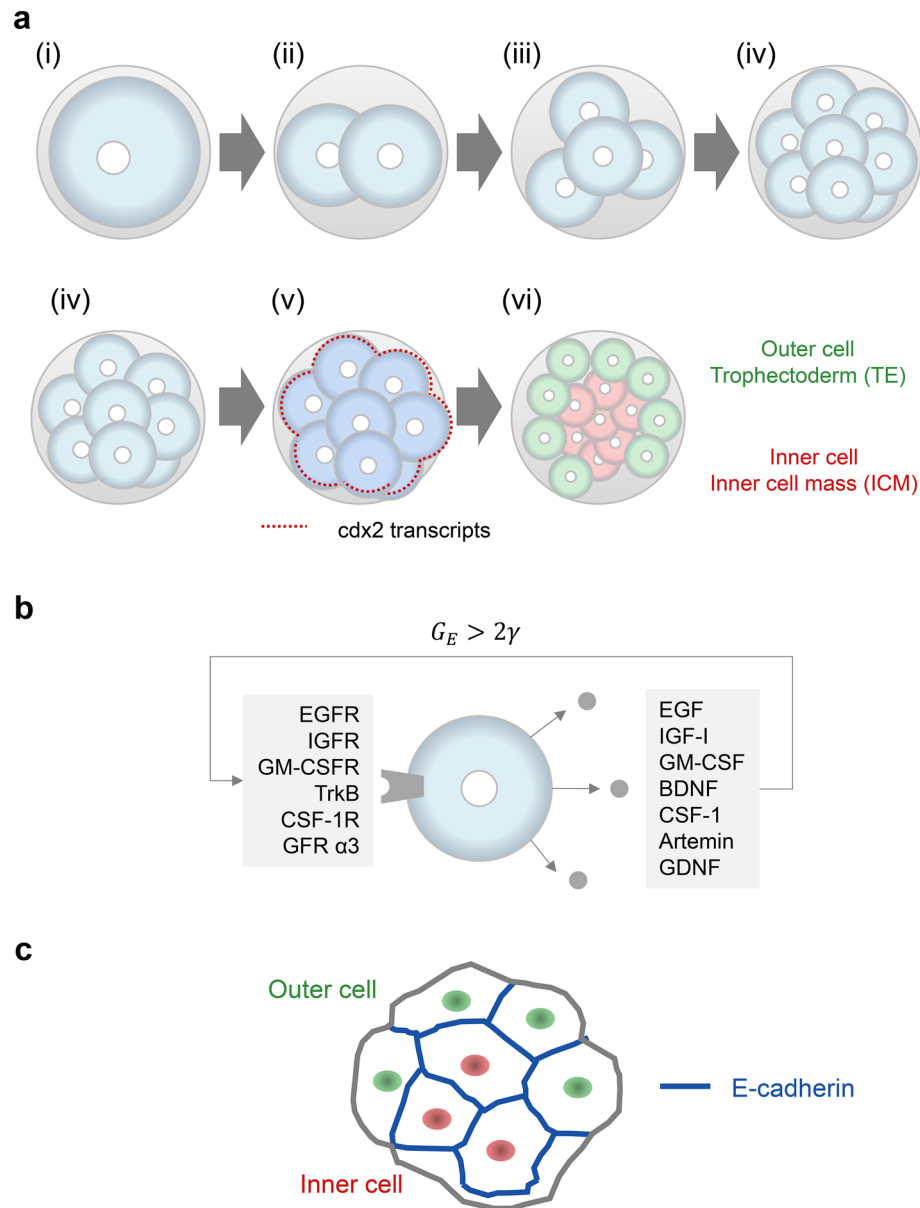 a
(i)
(ii)
(iii)
(iv)
(iv)
(v)
(vi)
Outer cell
Trophectoderm (TE)
Inner cell
Inner cell mass (ICM)
cdx2 transcripts
b
G_E > 2γ
EGFR
IGFR
GM-CSFR
TrkB
CSF-1R
GFR α3
EGF
IGF-I
GM-CSF
BDNF
CSF-1
Artemin
GDNF
c
Outer cell
E-cadherin
Inner cell